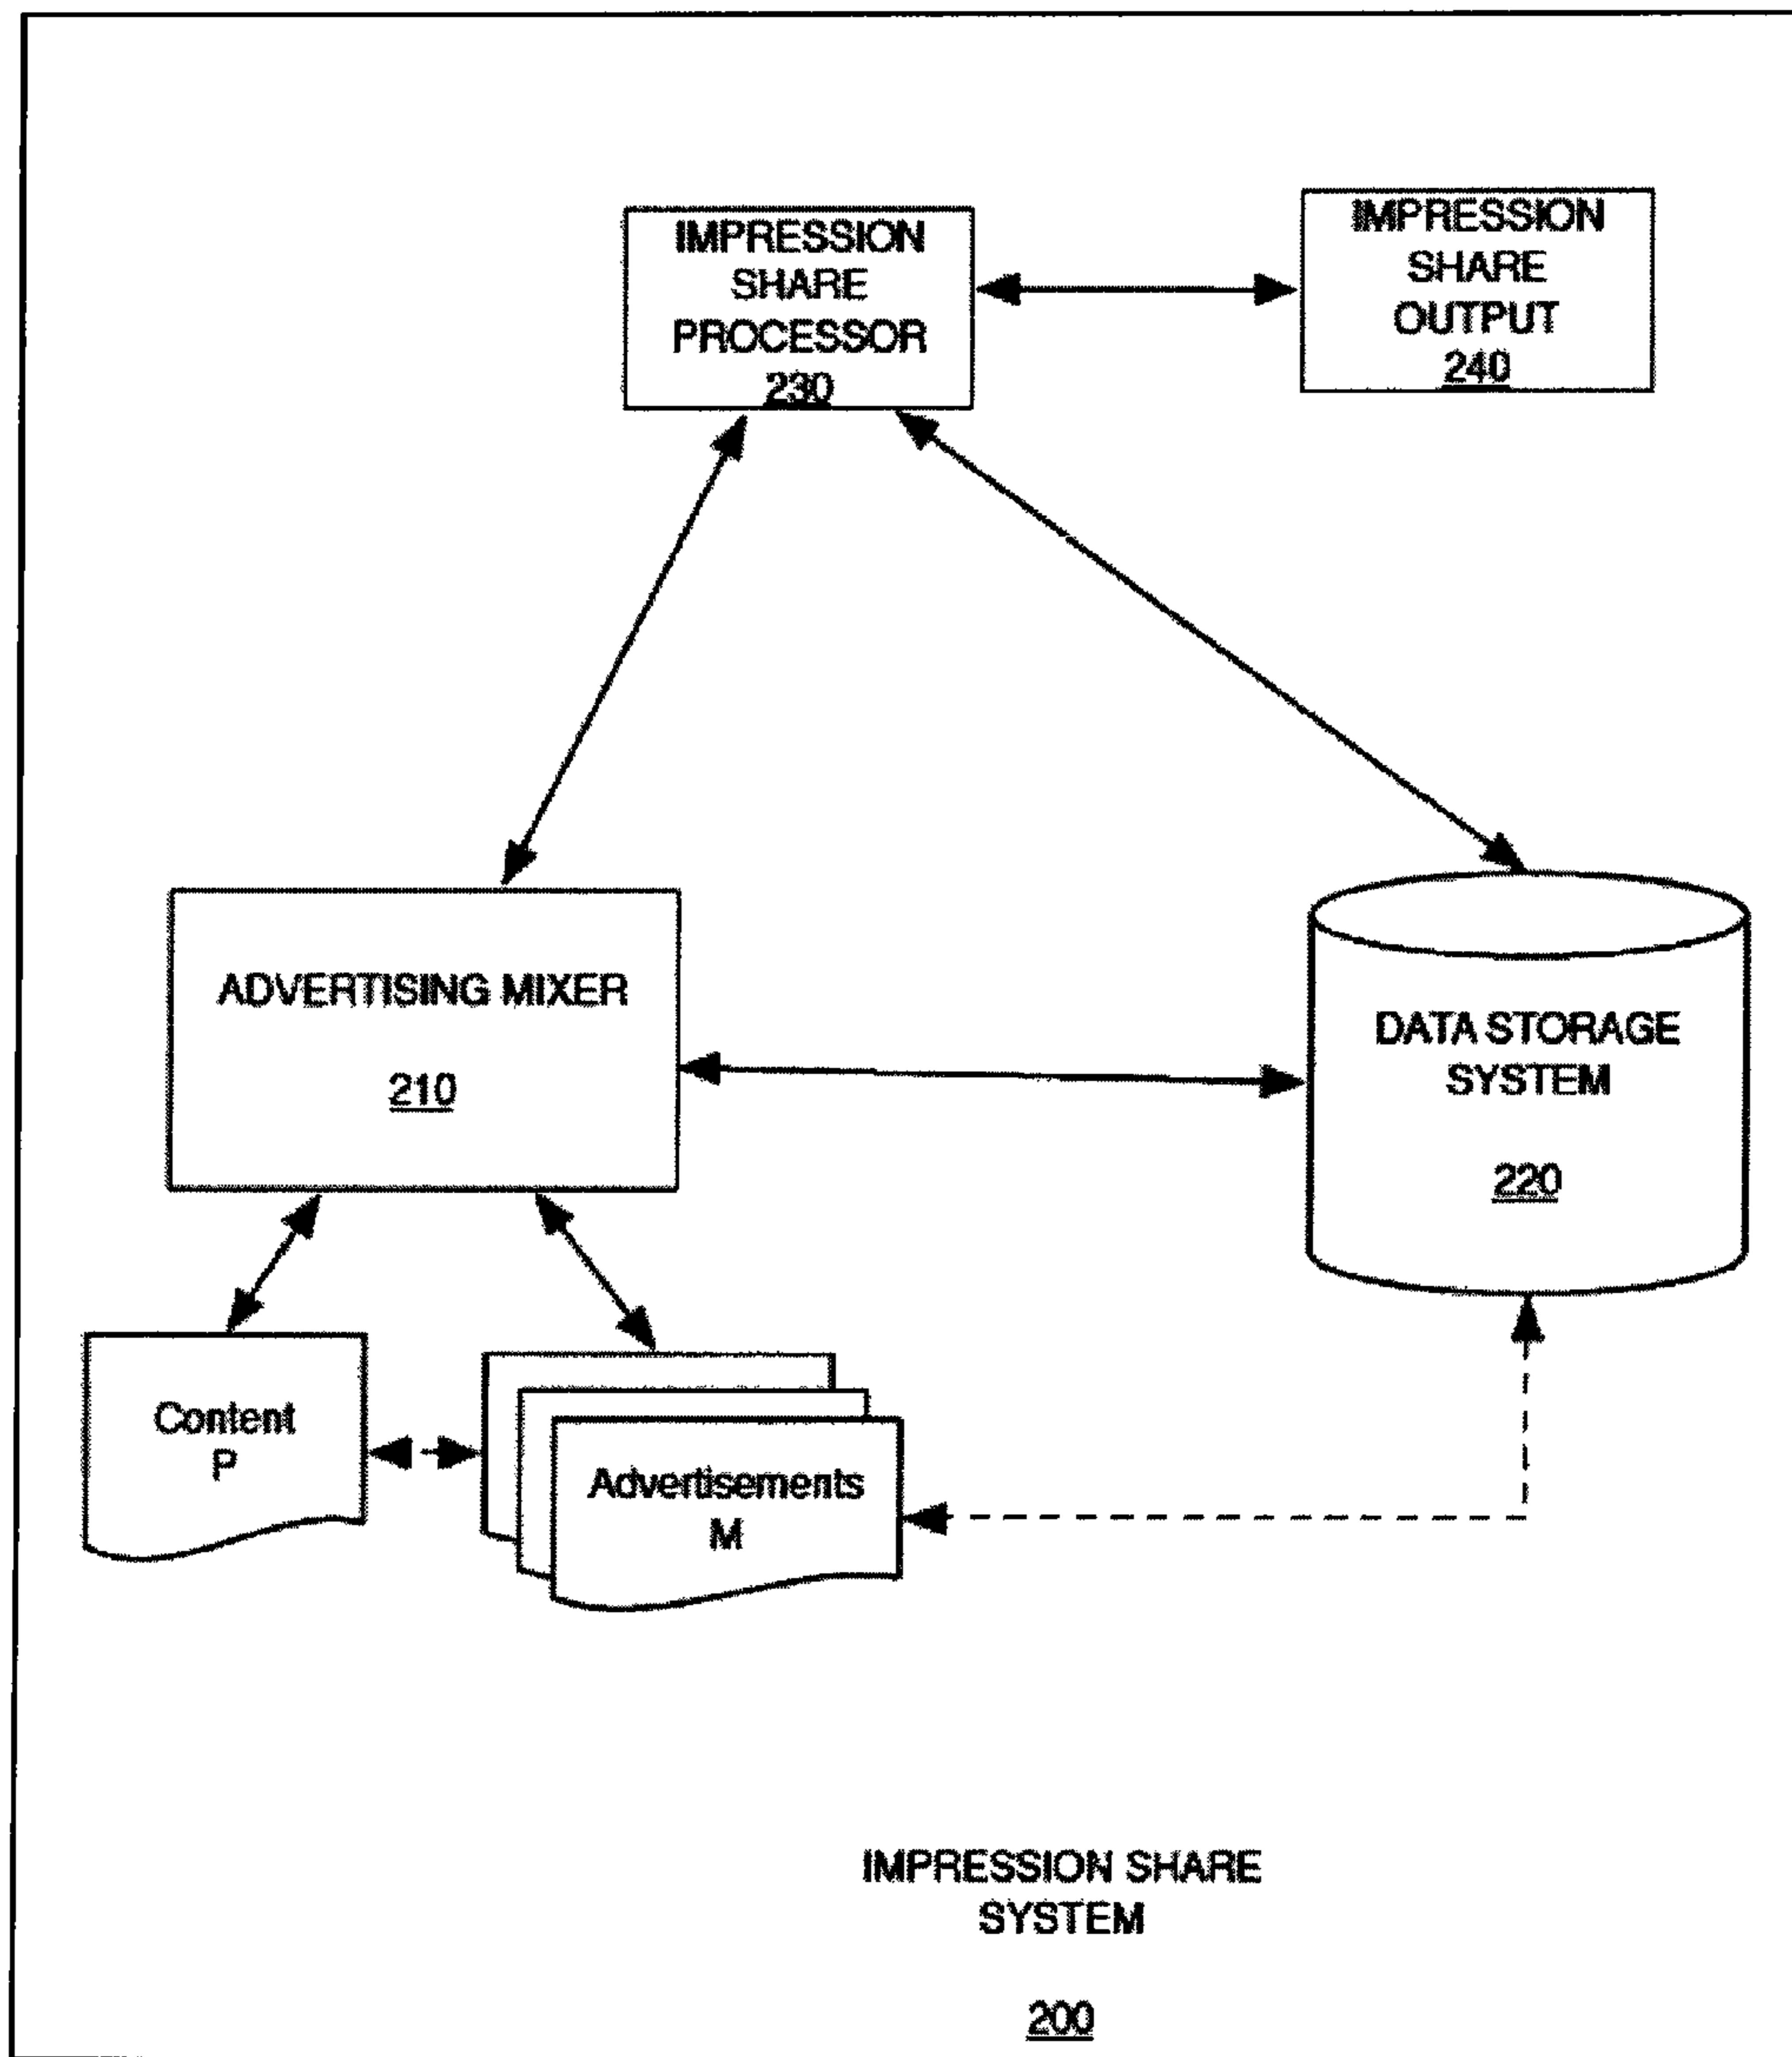 IMPRESSION
SHARE
PROCESSOR
230
IMPRESSION
SHARE
OUTPUT
240
ADVERTISING MIXER
210
DATA STORAGE
SYSTEM
220
Content
P
Advertisements
M
IMPRESSION SHARE
SYSTEM
200